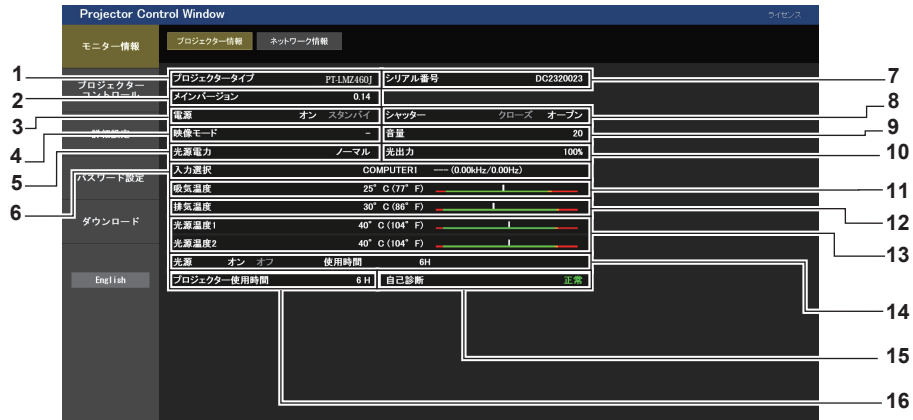 Projector Control Window
ライセンス
モニター情報
プロジェクター情報 ネットワーク情報
プロジェクター
コントロール
パスワード設定
ダウンロード
English
プロジェクタータイプ PT-LMZ460J シリアル番号 DC2320023
メインバージョン 0.14
電源 オン スタンバイ シャッター クローズ オープン
映像モード - 音量 20
光源電力 ノーマル 光出力 100%
入力選択 COMPUTER1 --- (0.00kHz/0.00Hz)
吸気温度 25° C (77° F)
排気温度 30° C (86° F)
光源温度1 40° C (104° F)
光源温度2 40° C (104° F)
光源 オン オフ 使用時間 6H
プロジェクター使用時間 6 H 自己診断 正常
1
2
3
4
5
6
7
8
9
10
11
12
13
14
15
16